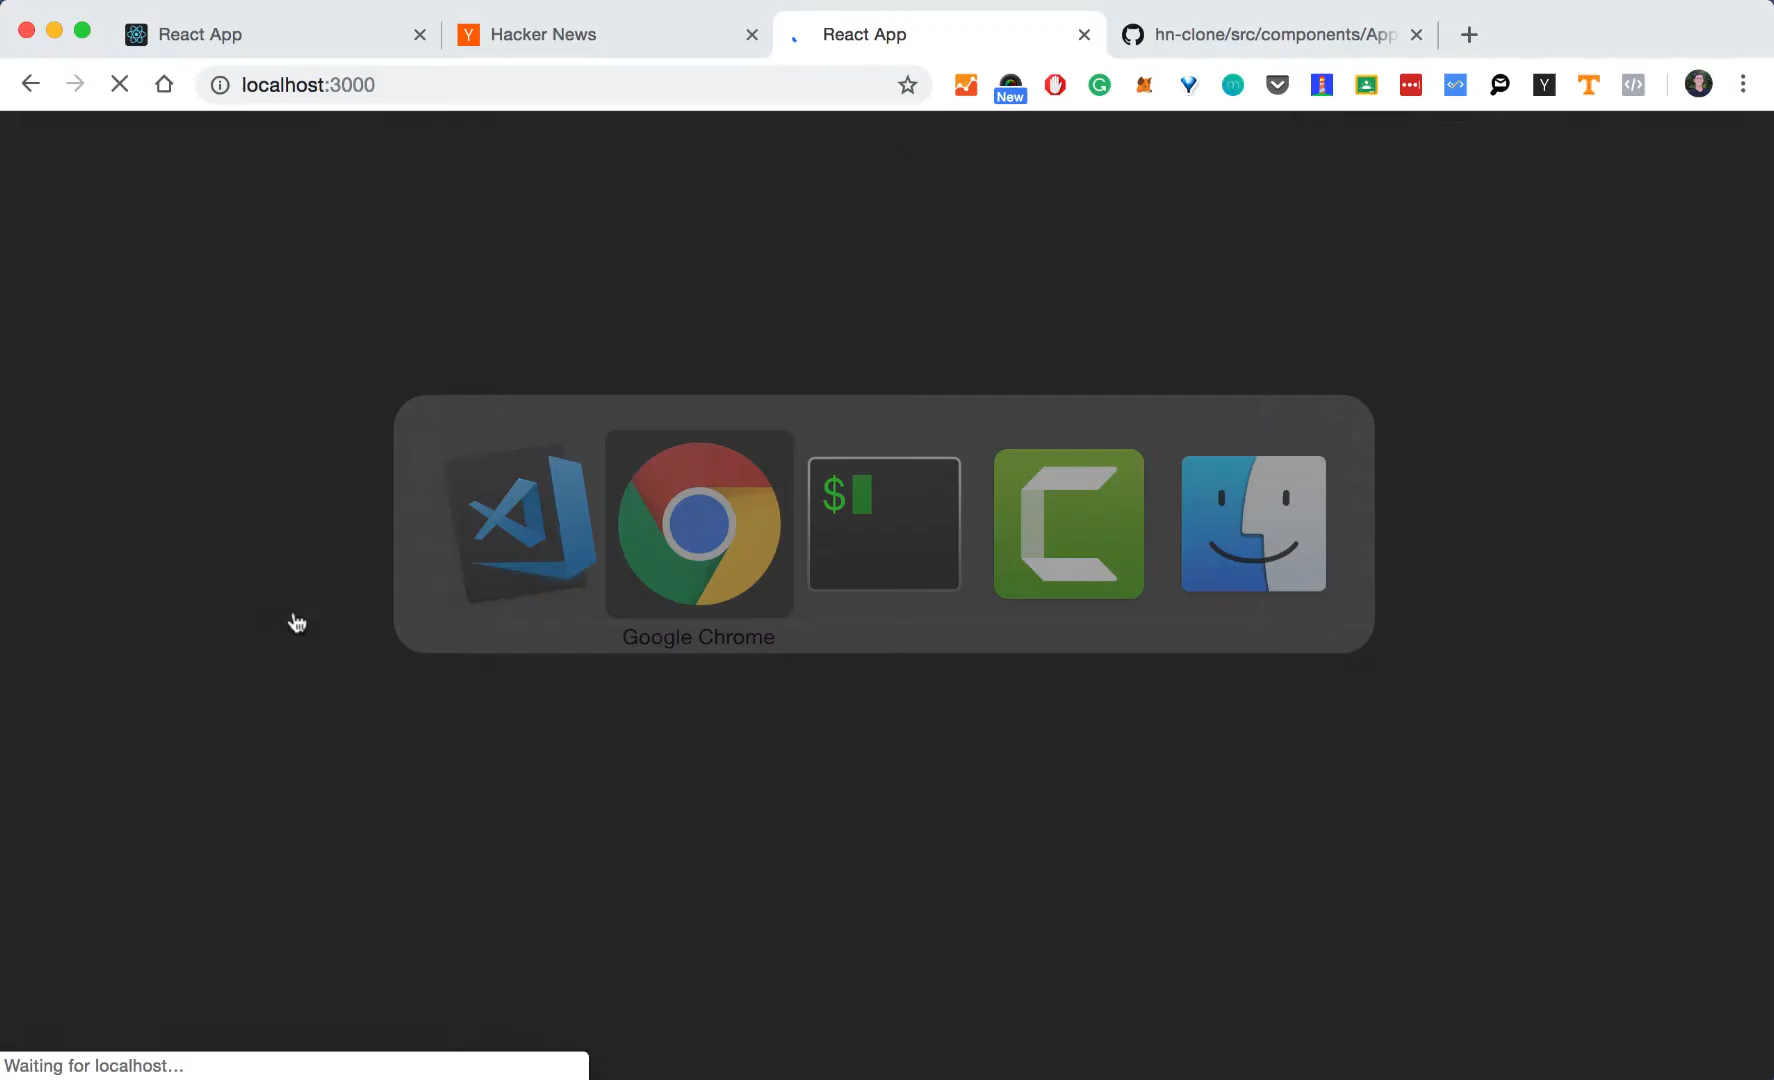 React App
Hacker News
React App
hn-clone/src/components/App
localhost:3000
New
$
Google Chrome
Waiting for localhost...